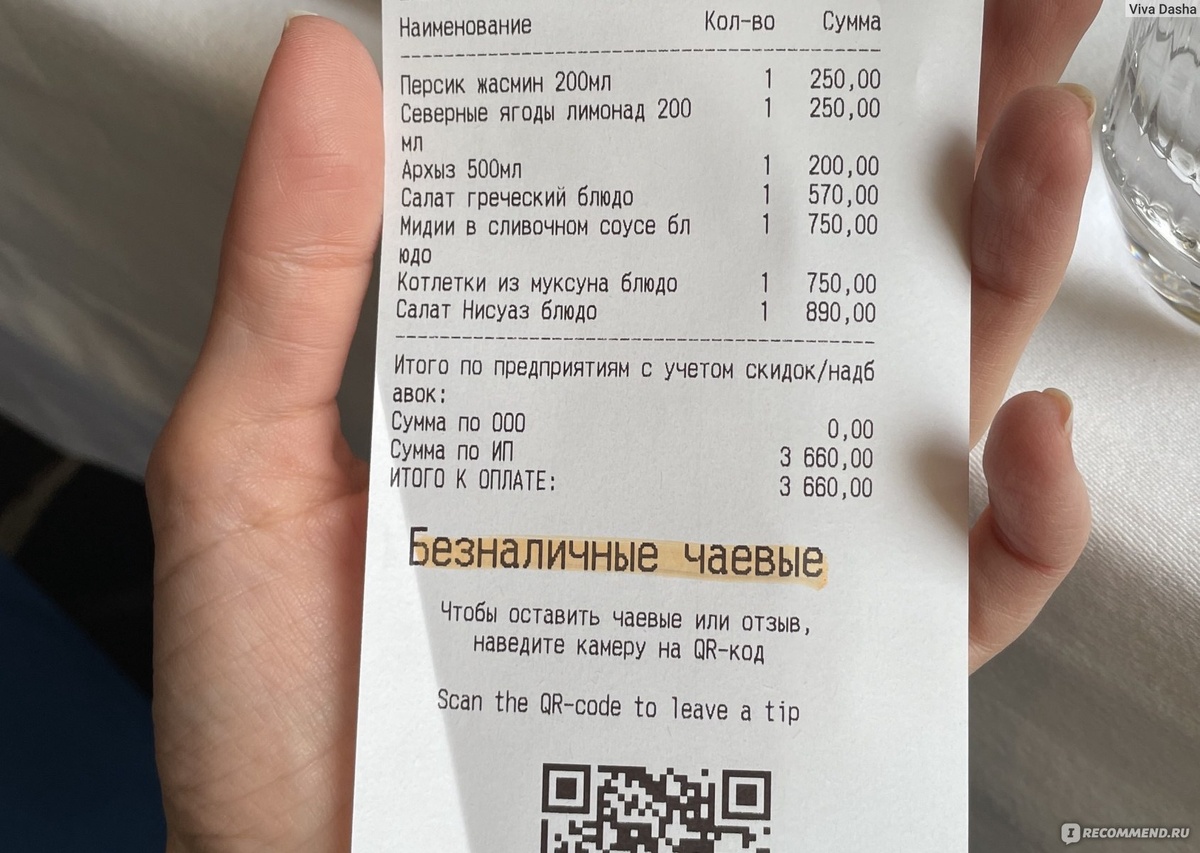 Viva Dasha
Наименование Кол-во Сумма
Персик жасмин 200мл 1 250,00
Северные ягоды лимонад 200 1 250,00
мл
Архыз 500мл 1 200,00
Салат греческий блюдо 1 570,00
Мидии в сливочном соусе бл 1 750,00
юдо
Котлетки из муксуна блюдо 1 750,00
Салат Нисуаз блюдо 1 890,00
Итого по предприятиям с учетом скидок/надб
авок:
Сумма по ООО 0,00
Сумма по ИП 3 660,00
ИТОГО К ОПЛАТЕ: 3 660,00
Безналичные чаевые
Чтобы оставить чаевые или отзыв,
наведите камеру на QR-код
Scan the QR-code to leave a tip
IRECOMMEND.RU